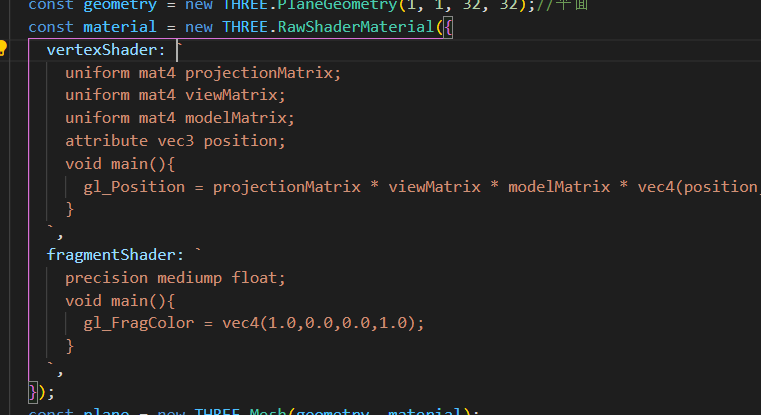 const geometry = new THREE.PlaneGeometry(1, 1, 32, 32);//平面
const material = new THREE.RawShaderMaterial({
vertexShader: `
uniform mat4 projectionMatrix;
uniform mat4 viewMatrix;
uniform mat4 modelMatrix;
attribute vec3 position;
void main(){
gl_Position = projectionMatrix * viewMatrix * modelMatrix * vec4(position,
}
`,
fragmentShader: `
precision mediump float;
void main(){
gl_FragColor = vec4(1.0,0.0,0.0,1.0);
}
`,
});
const plane = new THREE.Mesh(geometry, material);